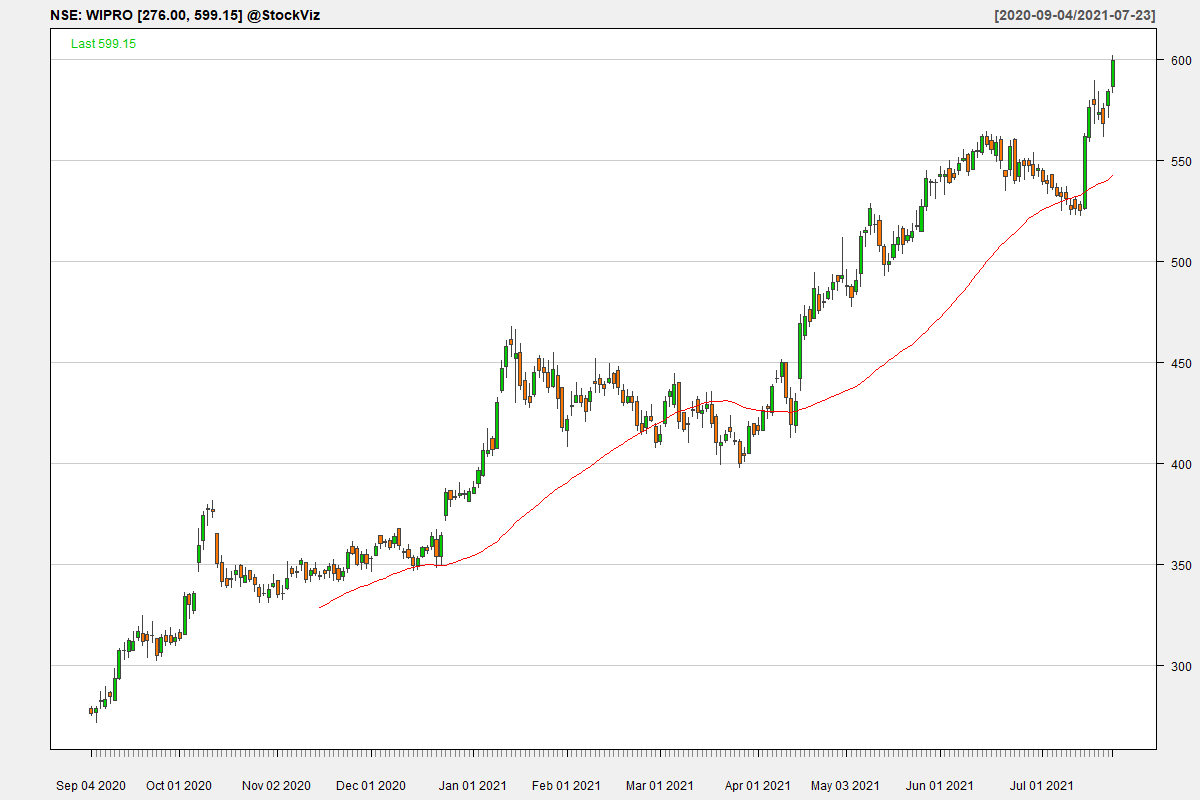 NSE: WIPRO [276.00, 599.15] @StockViz [2020-09-04/2021-07-23]
Last 599.15
600
550
500
450
400
350
300
Sep 04 2020 Oct 01 2020 Nov 02 2020 Dec 01 2020 Jan 01 2021 Feb 01 2021 Mar 01 2021 Apr 01 2021 May 03 2021 Jun 01 2021 Jul 01 2021